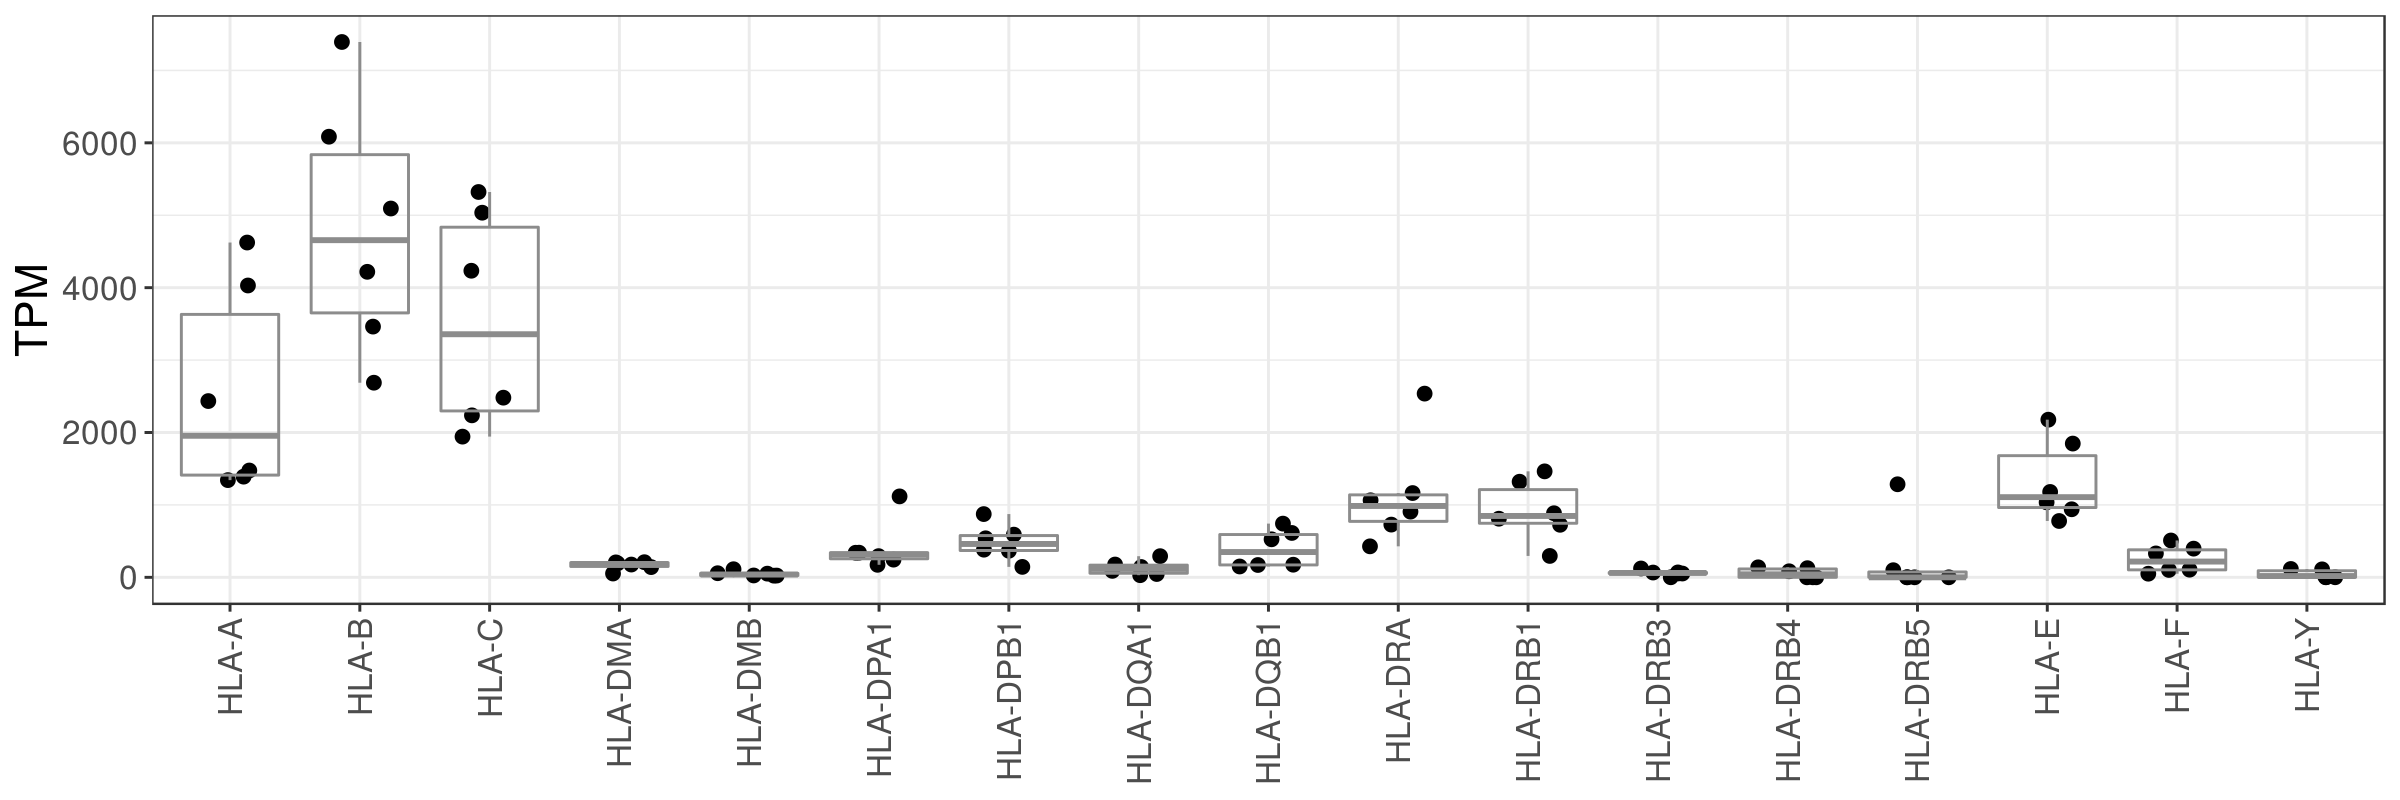 TPM
6000
4000
2000
0
HLA-A
HLA-B
HLA-C
HLA-DMA
HLA-DMB
HLA-DPA1
HLA-DPB1
HLA-DQA1
HLA-DQB1
HLA-DRA
HLA-DRB1
HLA-DRB3
HLA-DRB4
HLA-DRB5
HLA-E
HLA-F
HLA-Y